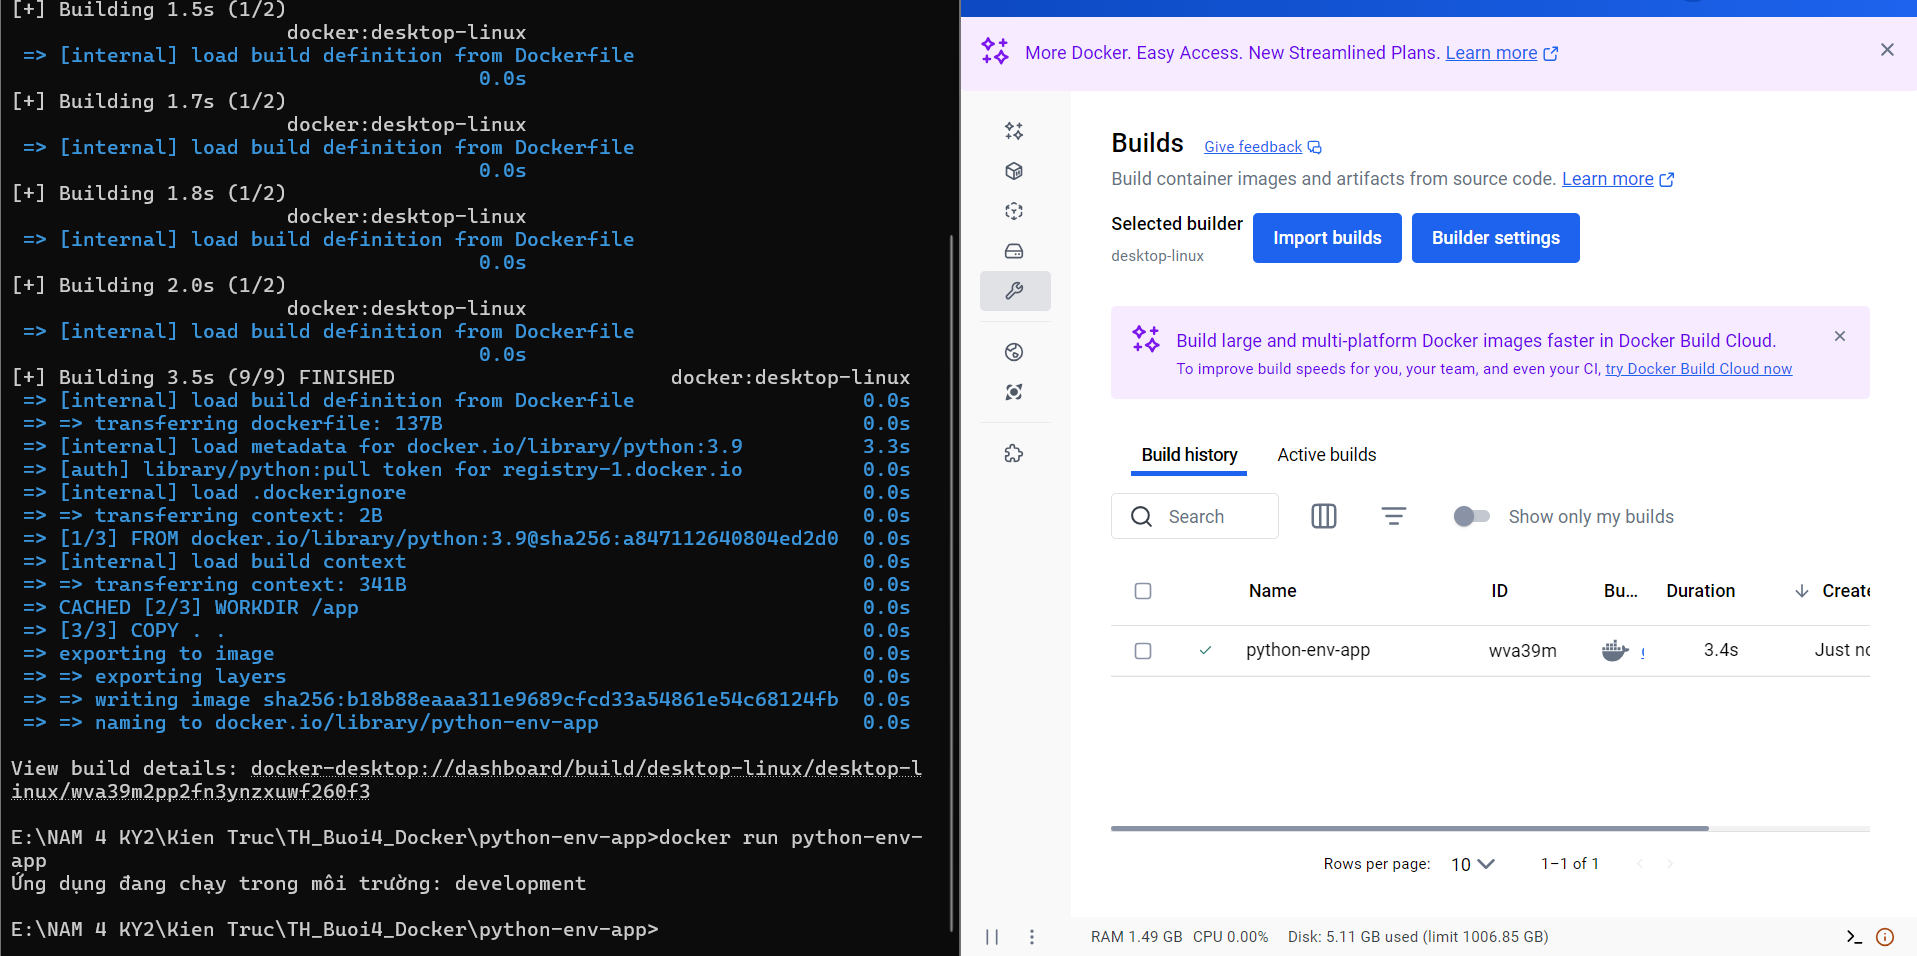 [+] Building 1.5s (1/2)
docker:desktop-linux
=> [internal] load build definition from Dockerfile
0.0s
[+] Building 1.7s (1/2)
docker:desktop-linux
=> [internal] load build definition from Dockerfile
0.0s
[+] Building 1.8s (1/2)
docker:desktop-linux
=> [internal] load build definition from Dockerfile
0.0s
[+] Building 2.0s (1/2)
docker:desktop-linux
=> [internal] load build definition from Dockerfile
0.0s
[+] Building 3.5s (9/9) FINISHED docker:desktop-linux
=> [internal] load build definition from Dockerfile 0.0s
=> => transferring dockerfile: 137B 0.0s
=> [internal] load metadata for docker.io/library/python:3.9 3.3s
=> [auth] library/python:pull token for registry-1.docker.io 0.0s
=> [internal] load .dockerignore 0.0s
=> => transferring context: 2B 0.0s
=> [1/3] FROM docker.io/library/python:3.9@sha256:a847112640804ed2d0 0.0s
=> [internal] load build context 0.0s
=> => transferring context: 341B 0.0s
=> CACHED [2/3] WORKDIR /app 0.0s
=> [3/3] COPY . . 0.0s
=> exporting to image 0.0s
=> => exporting layers 0.0s
=> => writing image sha256:b18b88eaaa311e9689cfcd33a54861e54c68124fb 0.0s
=> => naming to docker.io/library/python-env-app 0.0s
View build details: docker-desktop://dashboard/build/desktop-linux/desktop-l
inux/wva39m2pp2fn3ynzxuwf260f3
E:\NAM 4 KY2\Kien Truc\TH_Buoi4_Docker\python-env-app>docker run python-env-
app
Ứng dụng đang chạy trong môi trường: development
E:\NAM 4 KY2\Kien Truc\TH_Buoi4_Docker\python-env-app>
More Docker. Easy Access. New Streamlined Plans. Learn more
Builds Give feedback
Build container images and artifacts from source code. Learn more
Selected builder
desktop-linux
Import builds
Builder settings
Build large and multi-platform Docker images faster in Docker Build Cloud.
To improve build speeds for you, your team, and even your CI, try Docker Build Cloud now
Build history Active builds
Search Show only my builds
Name ID Bu... Duration Create
python-env-app wva39m 3.4s Just no
Rows per page: 10 1–1 of 1
RAM 1.49 GB CPU 0.00% Disk: 5.11 GB used (limit 1006.85 GB)